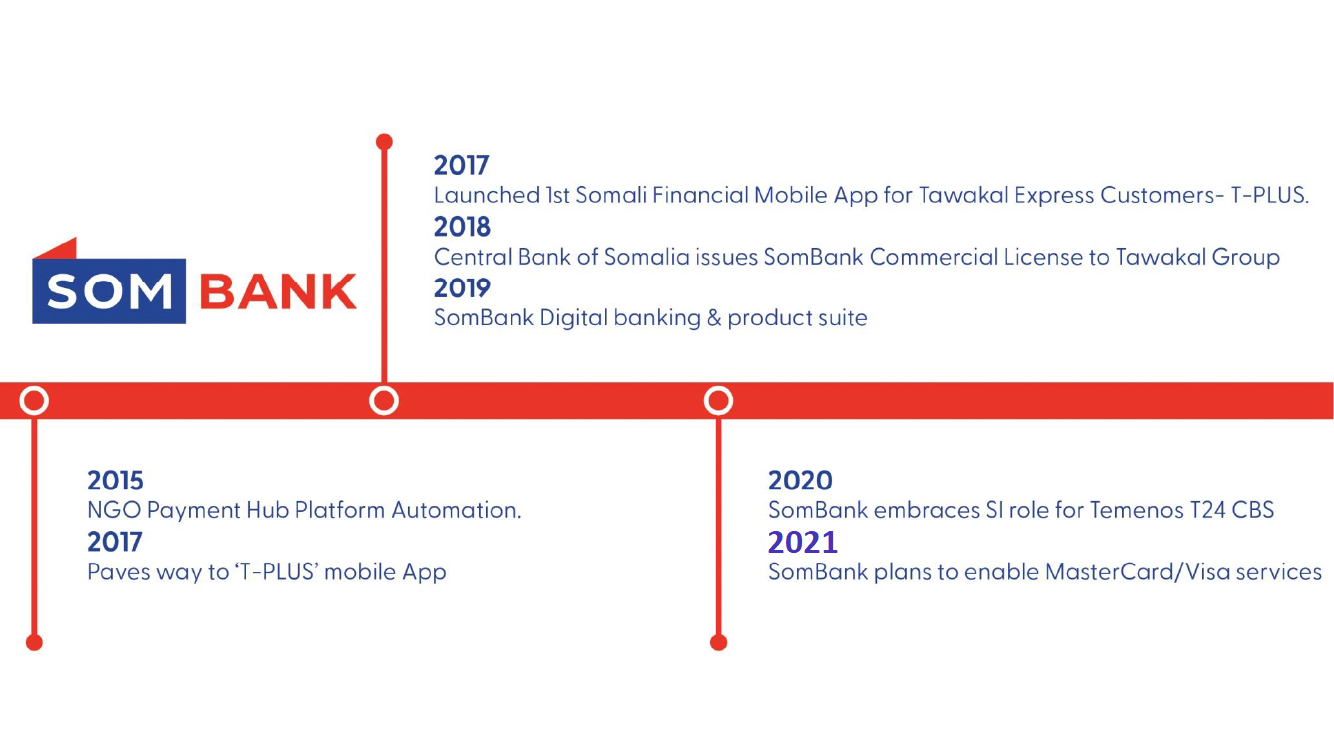 SOM BANK
2017
Launched 1st Somali Financial Mobile App for Tawakal Express Customers- T-PLUS.
2018
Central Bank of Somalia issues SomBank Commercial License to Tawakal Group
2019
SomBank Digital banking & product suite
2015
NGO Payment Hub Platform Automation.
2017
Paves way to ‘T-PLUS’ mobile App
2020
SomBank embraces SI role for Temenos T24 CBS
2021
SomBank plans to enable MasterCard/Visa services